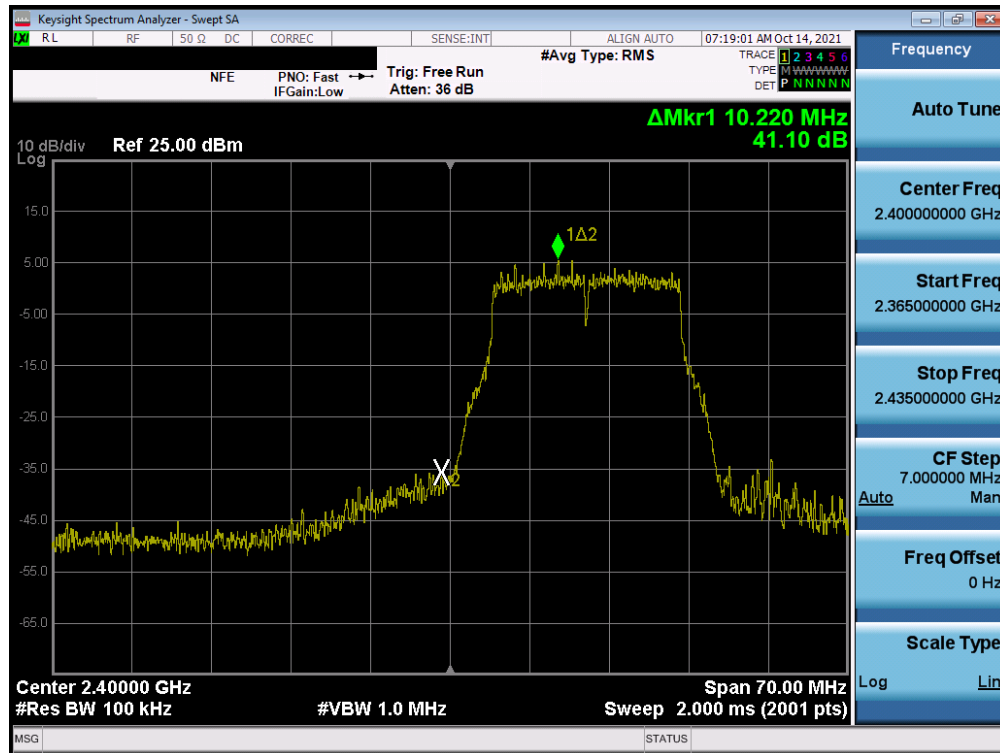 Keysight Spectrum Analyzer - Swept SA
LXI RL RF 50 Ω DC CORREC SENSE:INT ALIGN AUTO 07:19:01 AM Oct 14, 2021
#Avg Type: RMS TRACE 1 2 3 4 5 6
NFE PNO: Fast Trig: Free Run TYPE M WWWWW
IFGain:Low Atten: 36 dB DET P N N N N N
Frequency
ΔMkr1 10.220 MHz
41.10 dB
10 dB/div Ref 25.00 dBm
Log
15.0
5.00
-5.00
-15.0
-25.0
-35.0
-45.0
-55.0
-65.0
1Δ2
X2
Center 2.40000 GHz Span 70.00 MHz
#Res BW 100 kHz #VBW 1.0 MHz Sweep 2.000 ms (2001 pts)
MSG STATUS
Auto Tune
Center Freq
2.400000000 GHz
Start Freq
2.365000000 GHz
Stop Freq
2.435000000 GHz
CF Step
7.000000 MHz
Auto Man
Freq Offset
0 Hz
Scale Type
Log Lin